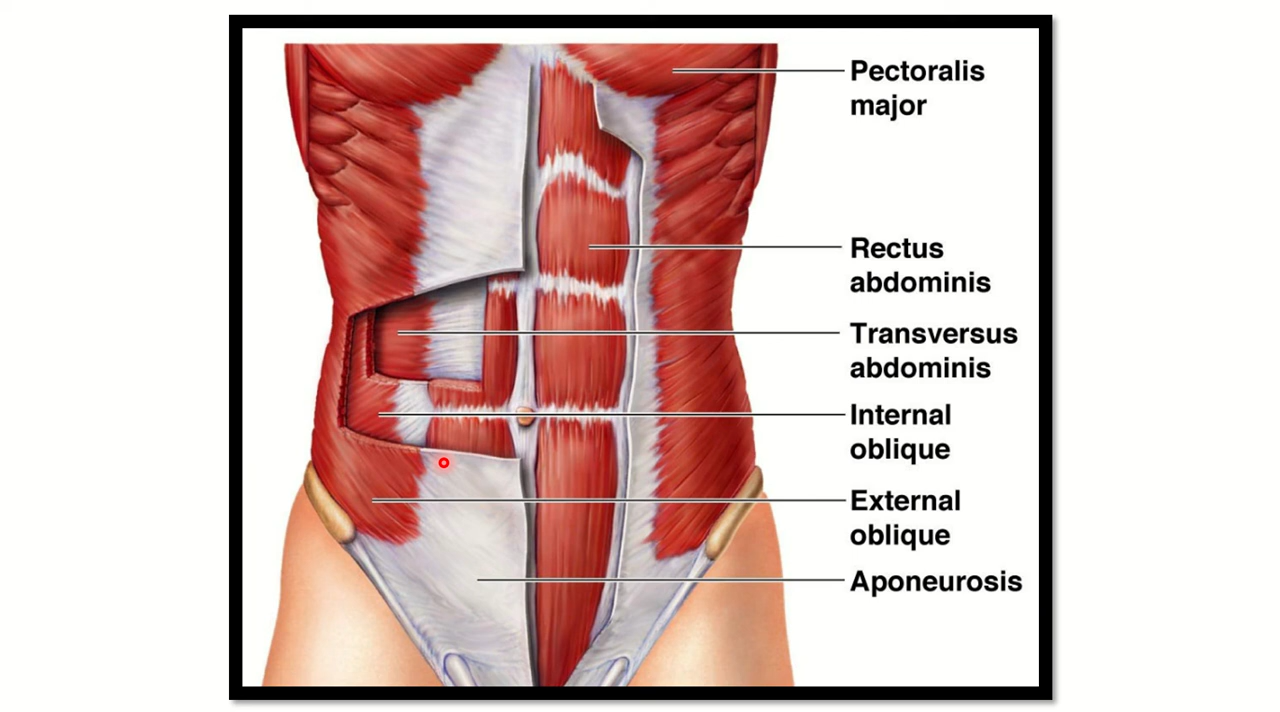 Pectoralis
major
Rectus
abdominis
Transversus
abdominis
Internal
oblique
External
oblique
Aponeurosis